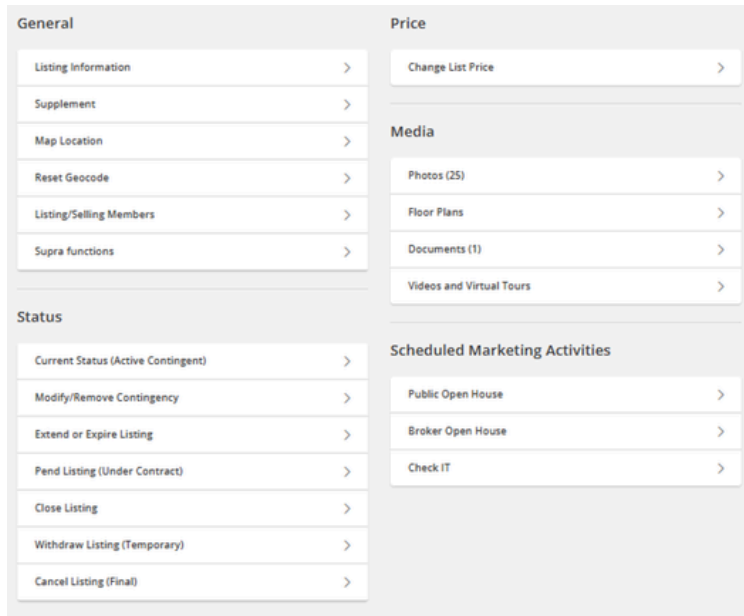 General
Listing Information
Supplement
Map Location
Reset Geocode
Listing/Selling Members
Supra functions
Status
Current Status (Active Contingent)
Modify/Remove Contingency
Extend or Expire Listing
Pend Listing (Under Contract)
Close Listing
Withdraw Listing (Temporary)
Cancel Listing (Final)
Price
Change List Price
Media
Photos (25)
Floor Plans
Documents (1)
Videos and Virtual Tours
Scheduled Marketing Activities
Public Open House
Broker Open House
Check IT